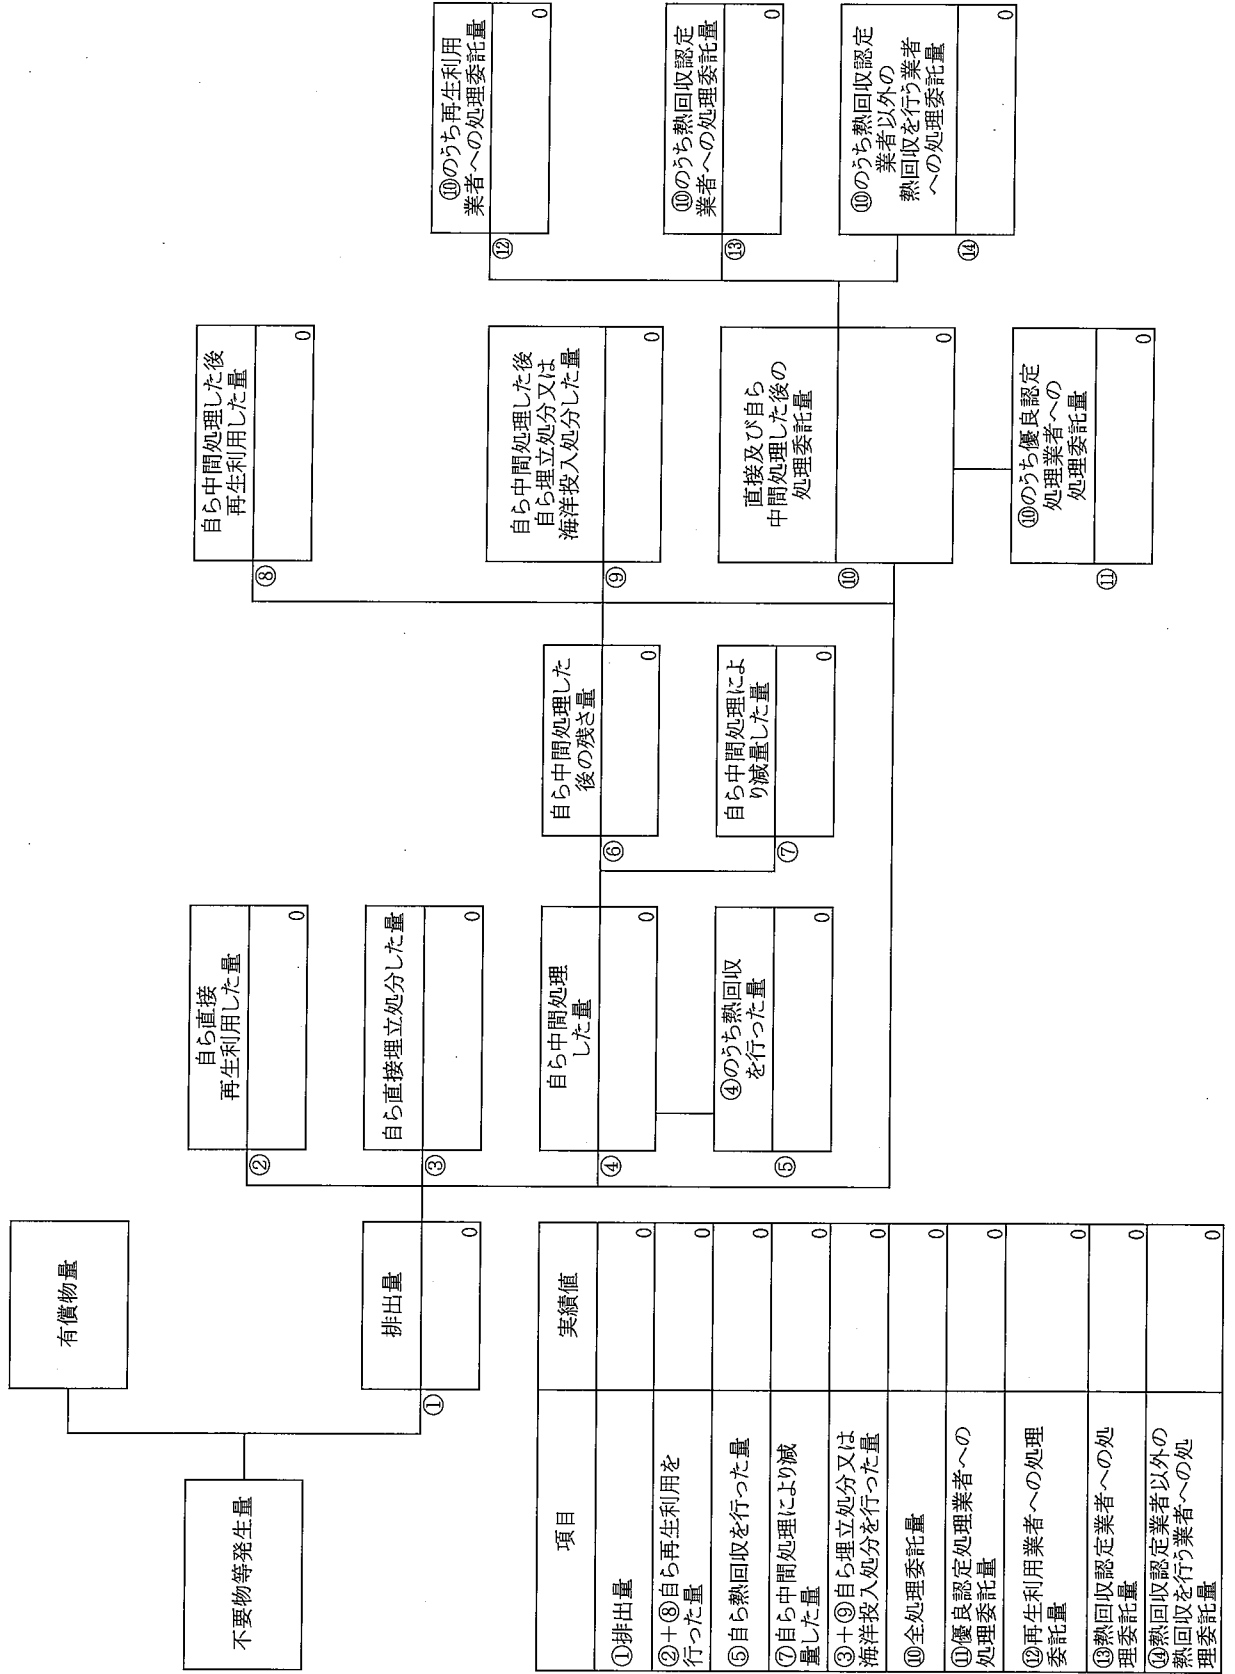 不要物等発生量
有償物量
排出量
①
0
自ら直接
再生利用した量
②
0
自ら直接埋立処分した量
③
0
自ら中間処理
した量
④
0
④のうち熱回収
を行った量
⑤
0
自ら中間処理した
後の残さ量
⑥
0
自ら中間処理によ
り減量した量
⑦
0
自ら中間処理した後
再生利用した量
⑧
0
自ら中間処理した後
自ら埋立処分又は
海洋投入処分した量
⑨
0
直接及び自ら
中間処理した後の
処理委託量
⑩
0
⑩のうち優良認定
処理業者への
処理委託量
⑪
0
⑩のうち再生利用
業者への処理委託量
⑫
0
⑩のうち熱回収認定
業者への処理委託量
⑬
0
⑩のうち熱回収認定
業者以外の
熱回収を行う業者
への処理委託量
⑭
0
項目 実績値
①排出量 0
②+⑧自ら再生利用を
行った量 0
⑤自ら熱回収を行った量 0
⑦自ら中間処理により減
量した量 0
③+⑨自ら埋立処分又は
海洋投入処分を行った量 0
⑩全処理委託量 0
⑪優良認定処理業者への
処理委託量 0
⑫再生利用業者への処理
委託量 0
⑬熱回収認定業者への処
理委託量 0
⑭熱回収認定業者以外の
熱回収を行う業者への処
理委託量 0